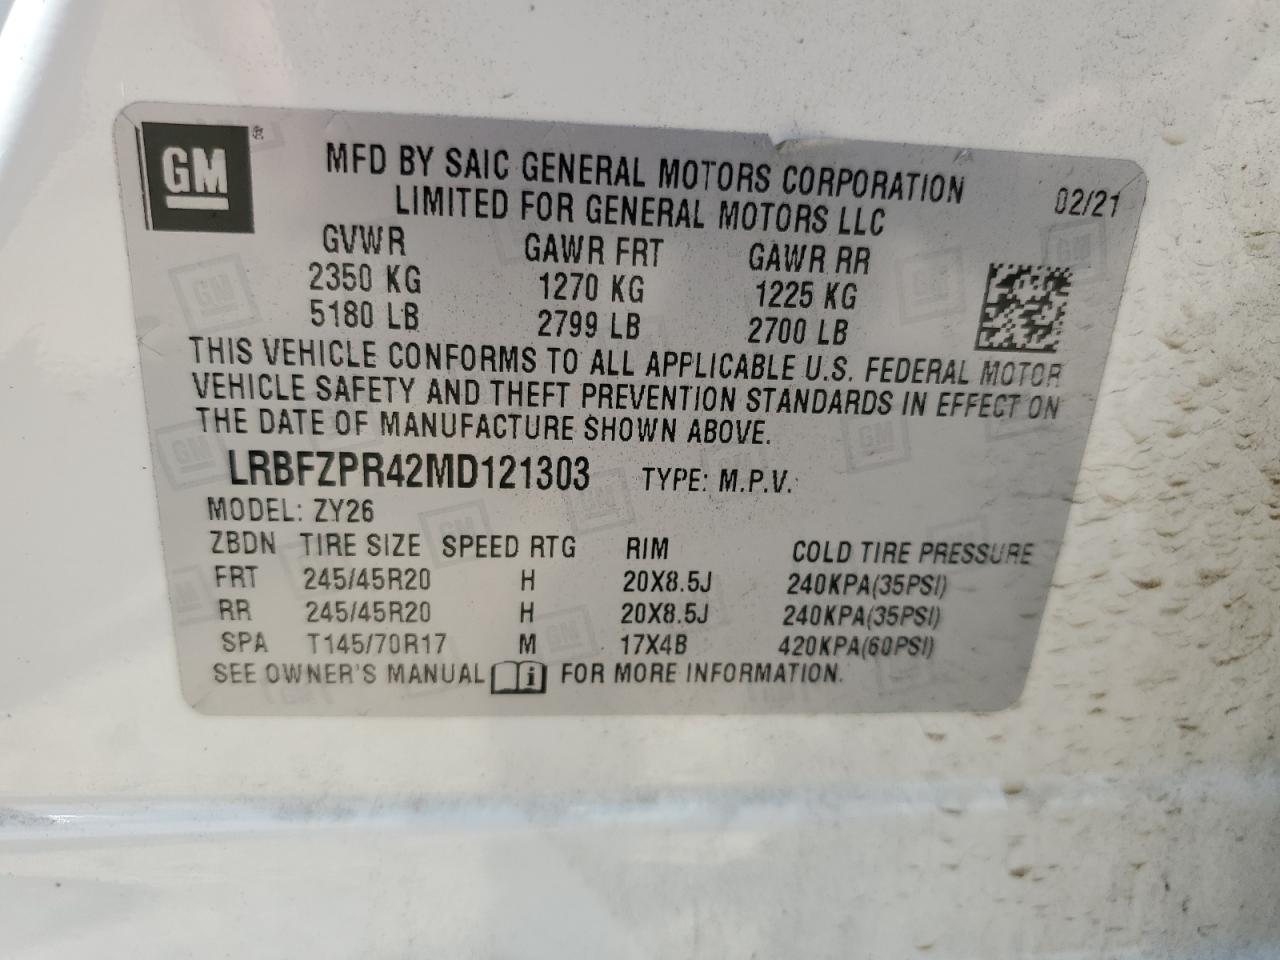 GM ®
MFD BY SAIC GENERAL MOTORS CORPORATION
LIMITED FOR GENERAL MOTORS LLC
02/21
GVWR GAWR FRT GAWR RR
2350 KG 1270 KG 1225 KG
5180 LB 2799 LB 2700 LB
THIS VEHICLE CONFORMS TO ALL APPLICABLE U.S. FEDERAL MOTOR
VEHICLE SAFETY AND THEFT PREVENTION STANDARDS IN EFFECT ON
THE DATE OF MANUFACTURE SHOWN ABOVE.
LRBFZPR42MD121303 TYPE: M.P.V.
MODEL: ZY26
ZBDN TIRE SIZE SPEED RTG RIM COLD TIRE PRESSURE
FRT 245/45R20 H 20X8.5J 240KPA(35PSI)
RR 245/45R20 H 20X8.5J 240KPA(35PSI)
SPA T145/70R17 M 17X4B 420KPA(60PSI)
SEE OWNER'S MANUAL i FOR MORE INFORMATION.